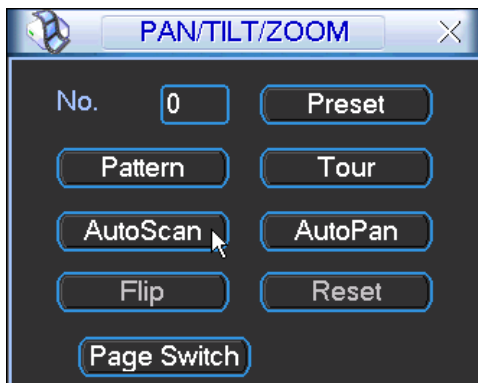 PAN/TILT/ZOOM
No. 0 Preset
Pattern Tour
AutoScan AutoPan
Flip Reset
Page Switch